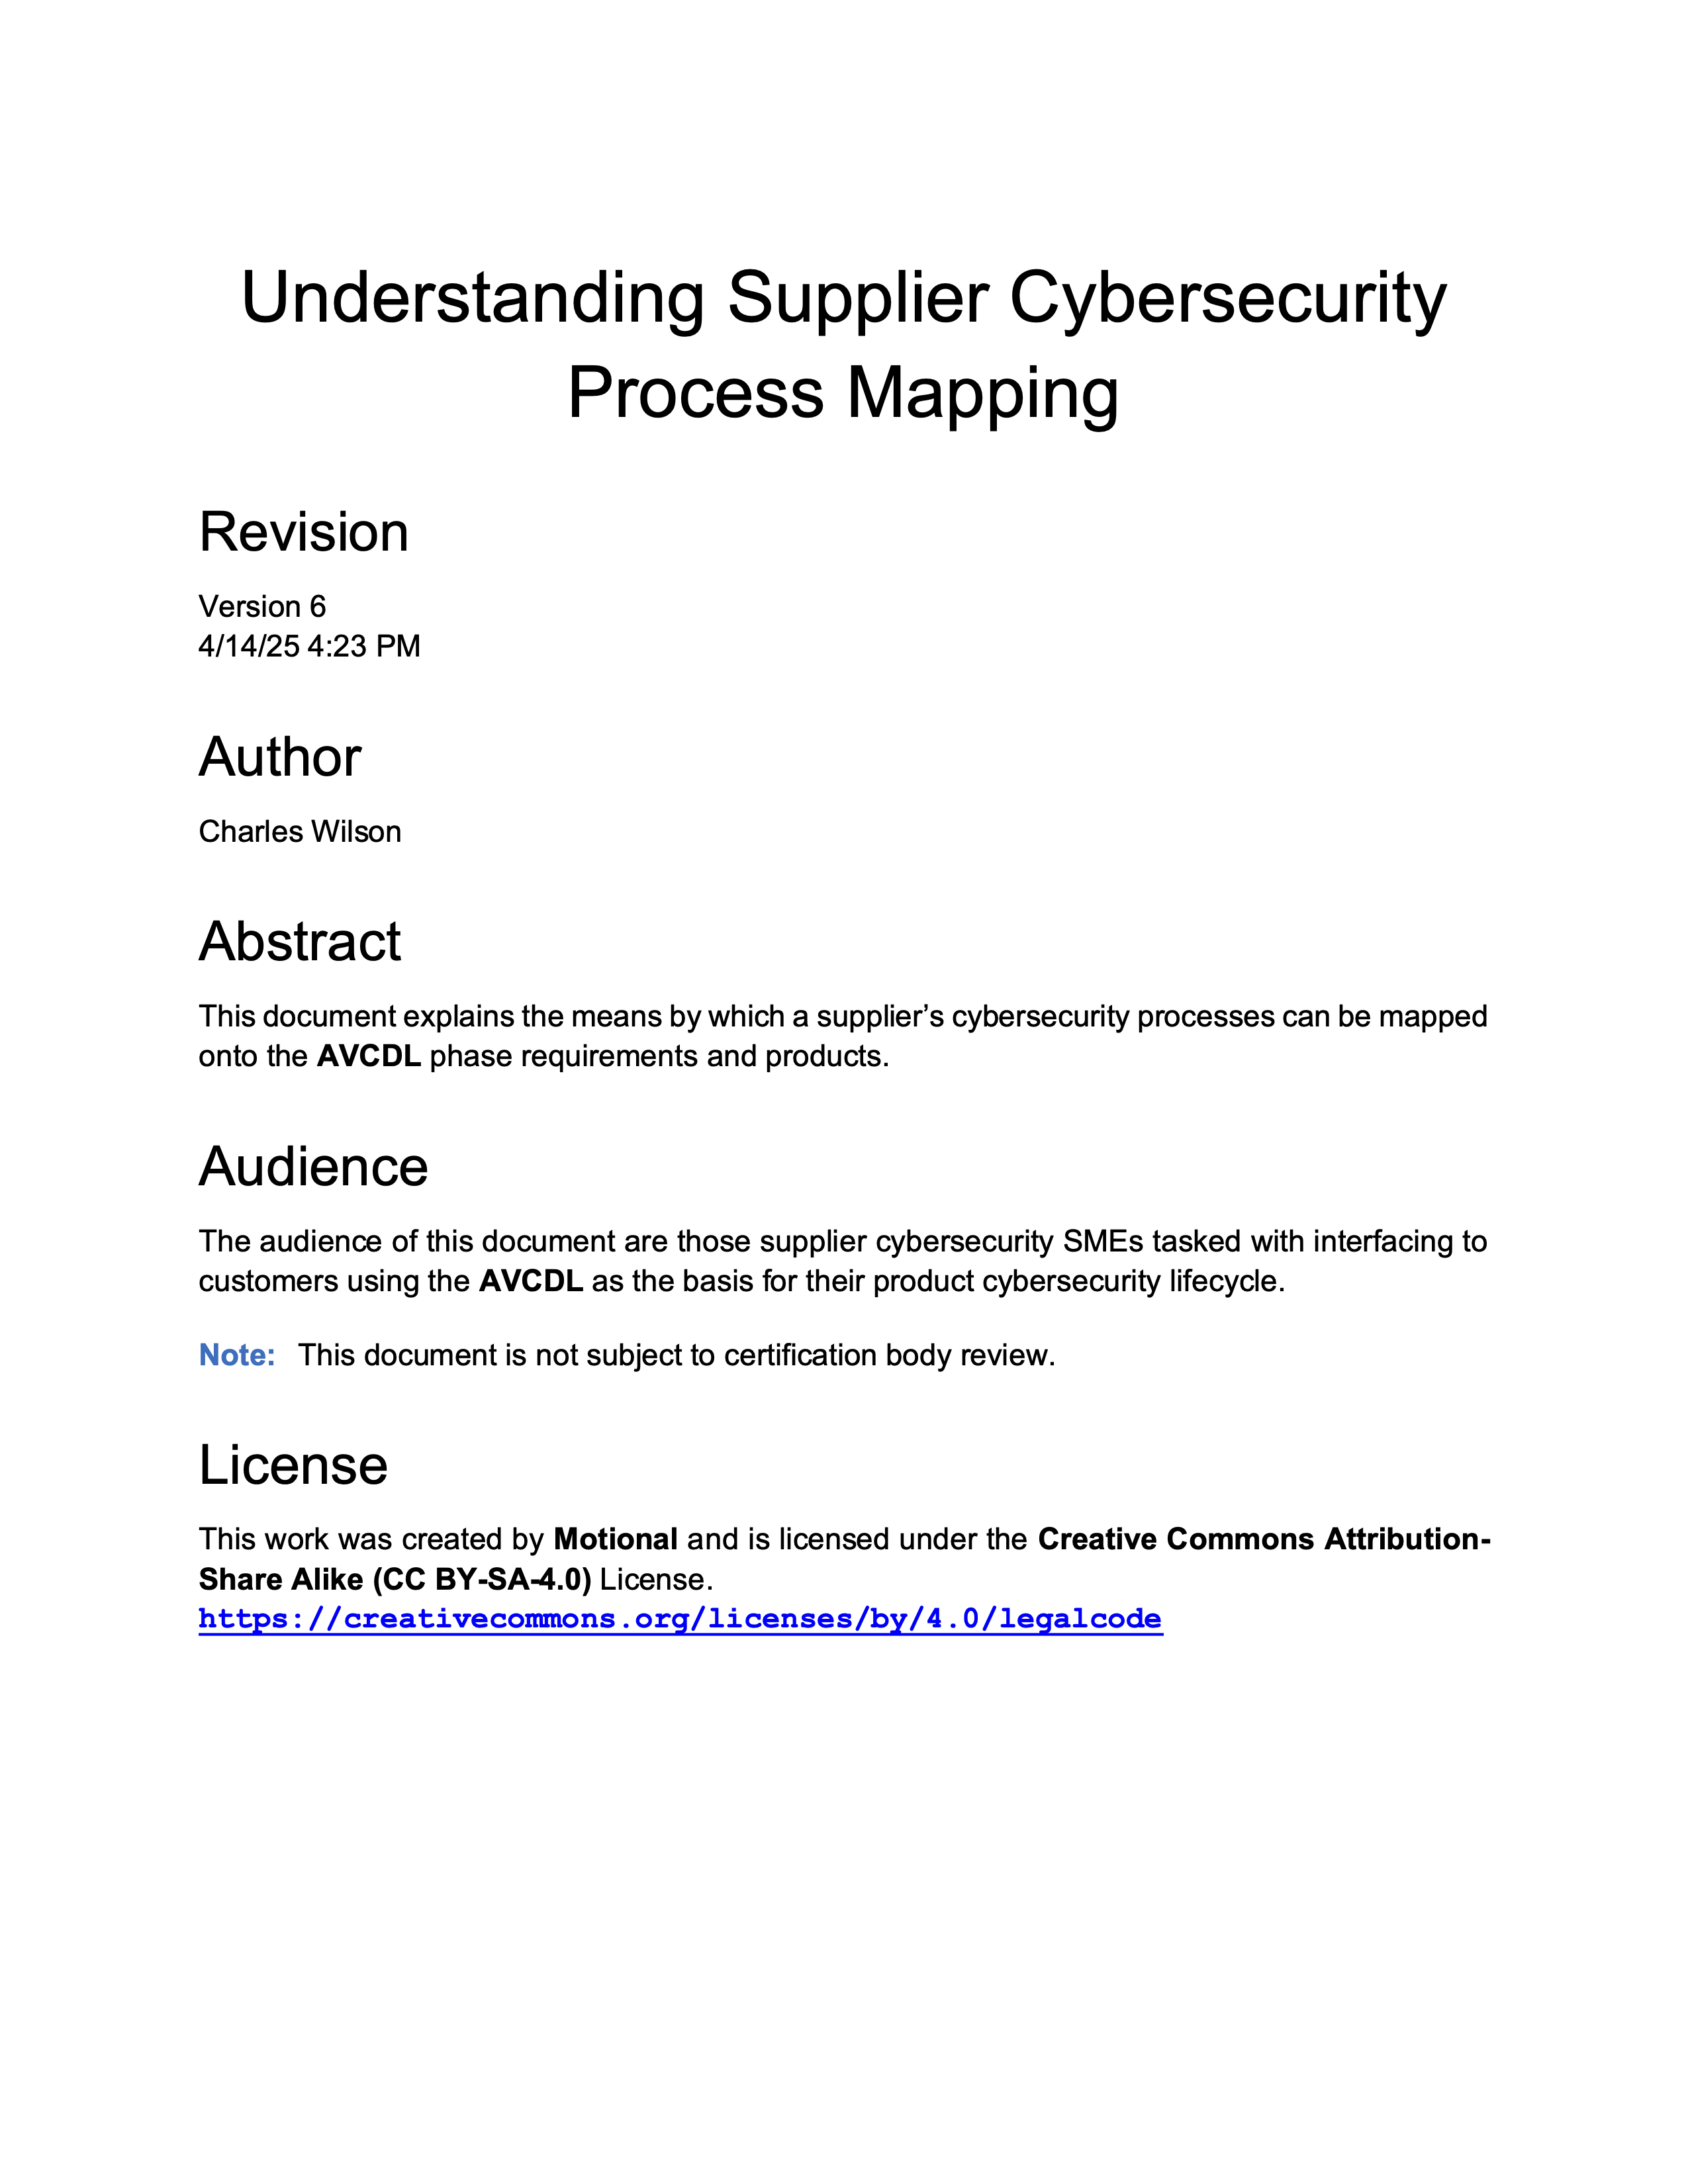 Understanding Supplier Cybersecurity
Process Mapping
Revision
Version 6
4/14/25 4:23 PM
Author
Charles Wilson
Abstract
This document explains the means by which a supplier’s cybersecurity processes can be mapped
onto the AVCDL phase requirements and products.
Audience
The audience of this document are those supplier cybersecurity SMEs tasked with interfacing to
customers using the AVCDL as the basis for their product cybersecurity lifecycle.
Note: This document is not subject to certification body review.
License
This work was created by Motional and is licensed under the Creative Commons Attribution-
Share Alike (CC BY-SA-4.0) License.
https://creativecommons.org/licenses/by/4.0/legalcode